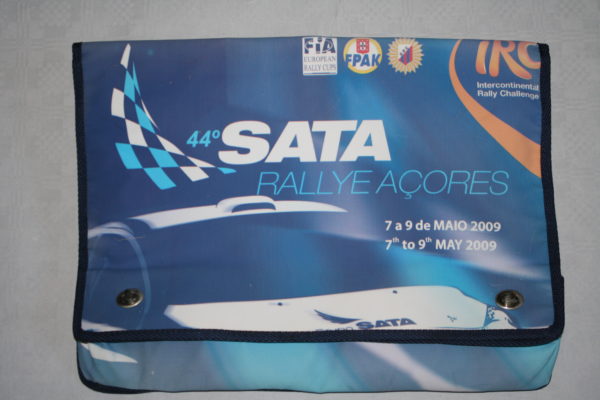 FiA
EUROPEAN
RALLY CUPS
FPAK
IRC
Intercontinental
Rally Challenge
44º SATA
RALLYE AÇORES
7 a 9 de MAIO 2009
7th to 9th MAY 2009
SATA